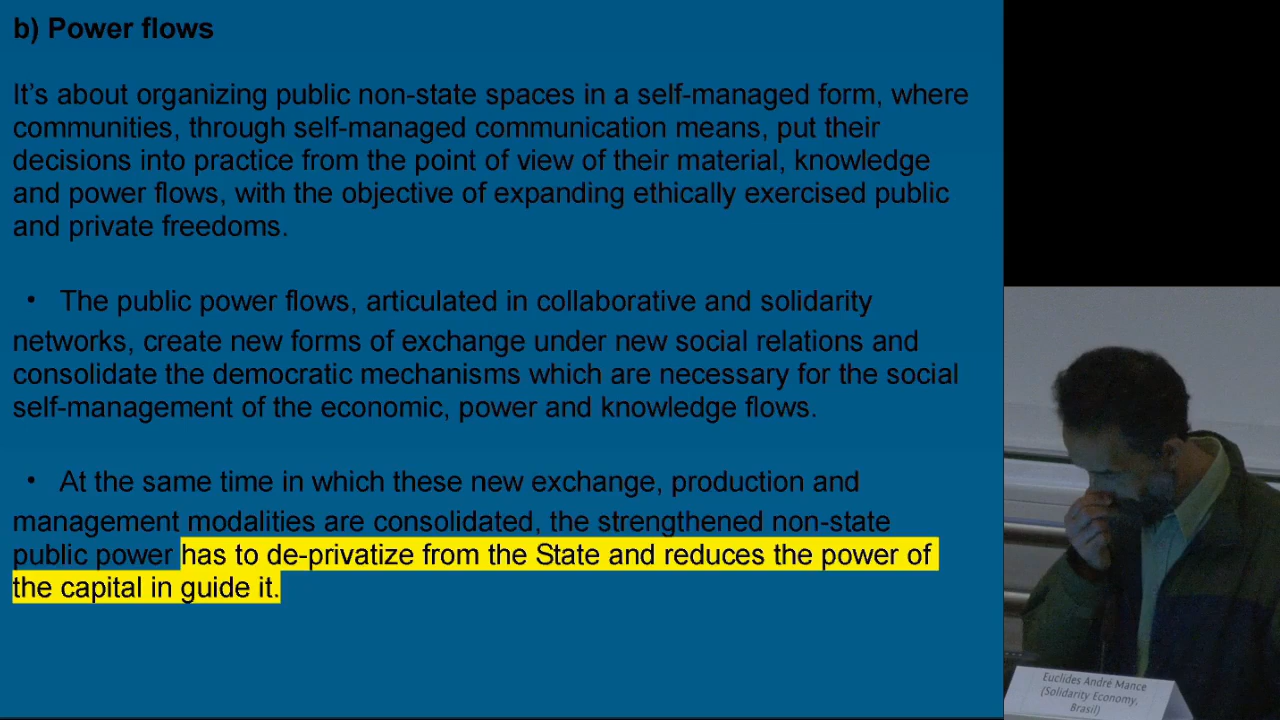 b) Power flows
It's about organizing public non-state spaces in a self-managed form, where
communities, through self-managed communication means, put their
decisions into practice from the point of view of their material, knowledge
and power flows, with the objective of expanding ethically exercised public
and private freedoms.
• The public power flows, articulated in collaborative and solidarity
networks, create new forms of exchange under new social relations and
consolidate the democratic mechanisms which are necessary for the social
self-management of the economic, power and knowledge flows.
• At the same time in which these new exchange, production and
management modalities are consolidated, the strengthened non-state
public power has to de-privatize from the State and reduces the power of
the capital in guide it.
Euclides André Mance
(Solidarity Economy,
Brasil)